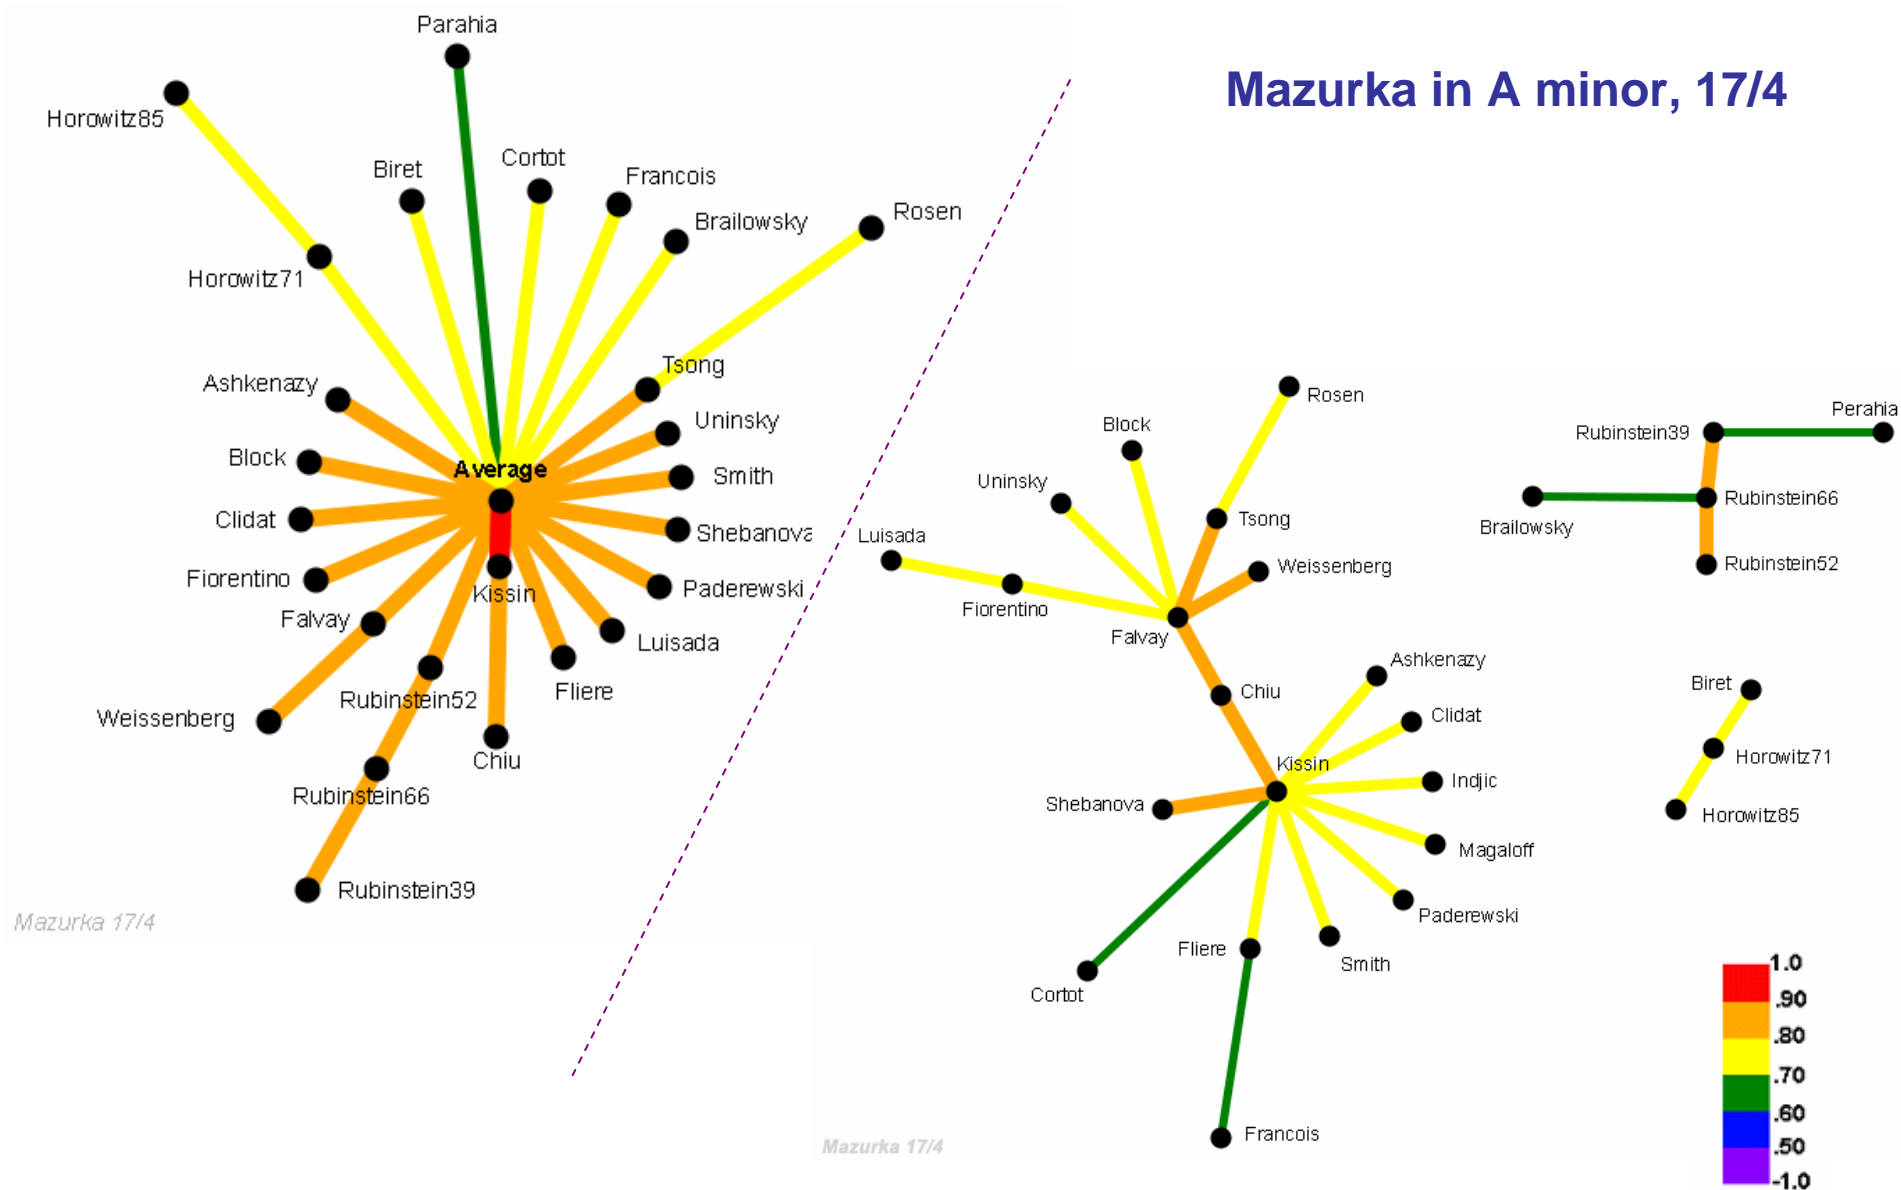 Mazurka in A minor, 17/4
Parahia
Horowitz85
Biret
Cortot
Francois
Brailowsky
Rosen
Horowitz71
Tsong
Ashkenazy
Uninsky
Block
Average
Smith
Clidat
Shebanova
Fiorentino
Kissin
Paderewski
Falvay
Luisada
Rubinstein52
Fliere
Weissenberg
Chiu
Rubinstein66
Rubinstein39
Mazurka 17/4
Rosen
Block
Uninsky
Tsong
Luisada
Weissenberg
Fiorentino
Falvay
Ashkenazy
Chiu
Clidat
Kissin
Indjic
Shebanova
Magaloff
Paderewski
Fliere
Smith
Cortot
Francois
Mazurka 17/4
Perahia
Rubinstein39
Rubinstein66
Brailowsky
Rubinstein52
Biret
Horowitz71
Horowitz85
1.0
.90
.80
.70
.60
.50
-1.0